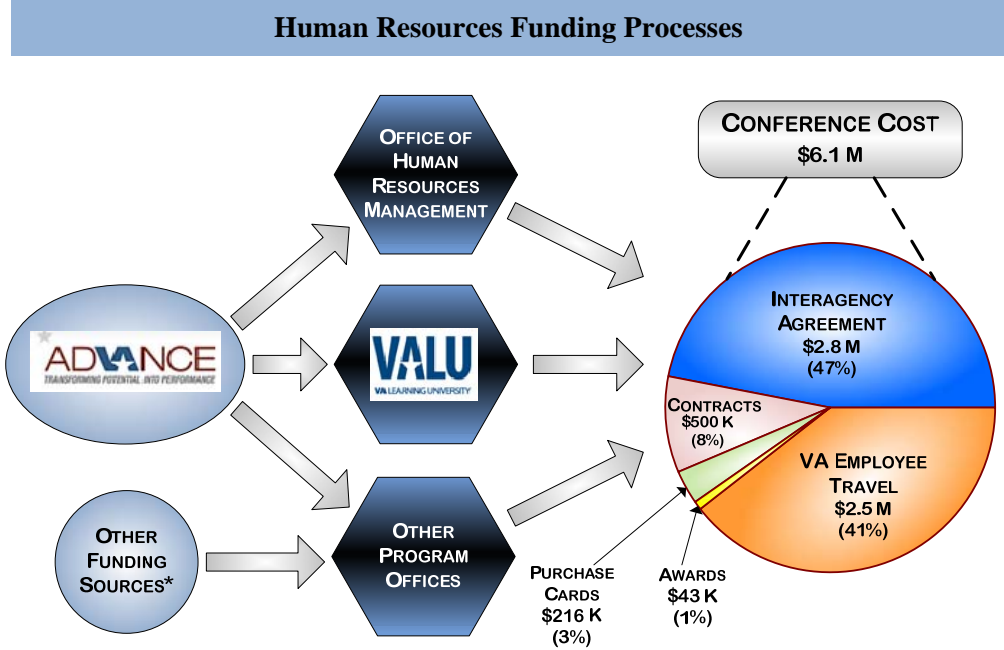 Human Resources Funding Processes
OFFICE OF
HUMAN
RESOURCES
MANAGEMENT
CONFERENCE COST
$6.1 M
ADVANCE
TRANSFORMING POTENTIAL INTO PERFORMANCE
VALU
VA LEARNING UNIVERSITY
INTERAGENCY
AGREEMENT
$2.8 M
(47%)
CONTRACTS
$500 K
(8%)
VA EMPLOYEE
TRAVEL
$2.5 M
(41%)
OTHER
FUNDING
SOURCES*
OTHER
PROGRAM
OFFICES
PURCHASE
CARDS
$216 K
(3%)
AWARDS
$43 K
(1%)